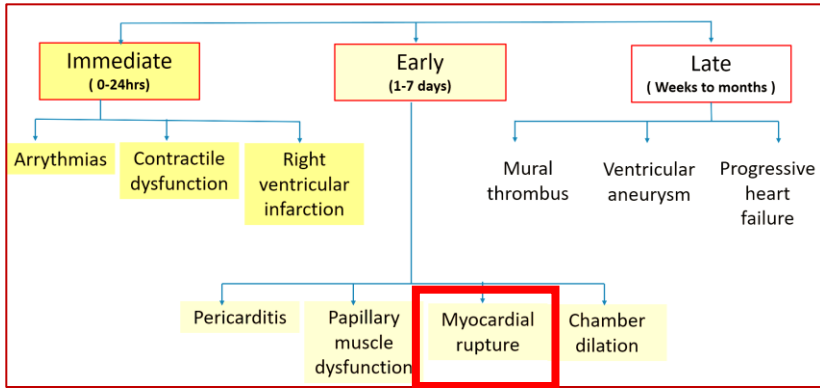 Immediate
( 0-24hrs)
Early
(1-7 days)
Late
( Weeks to months )
Arrythmias
Contractile
dysfunction
Right
ventricular
infarction
Mural
thrombus
Ventricular
aneurysm
Progressive
heart
failure
Pericarditis
Papillary
muscle
dysfunction
Myocardial
rupture
Chamber
dilation